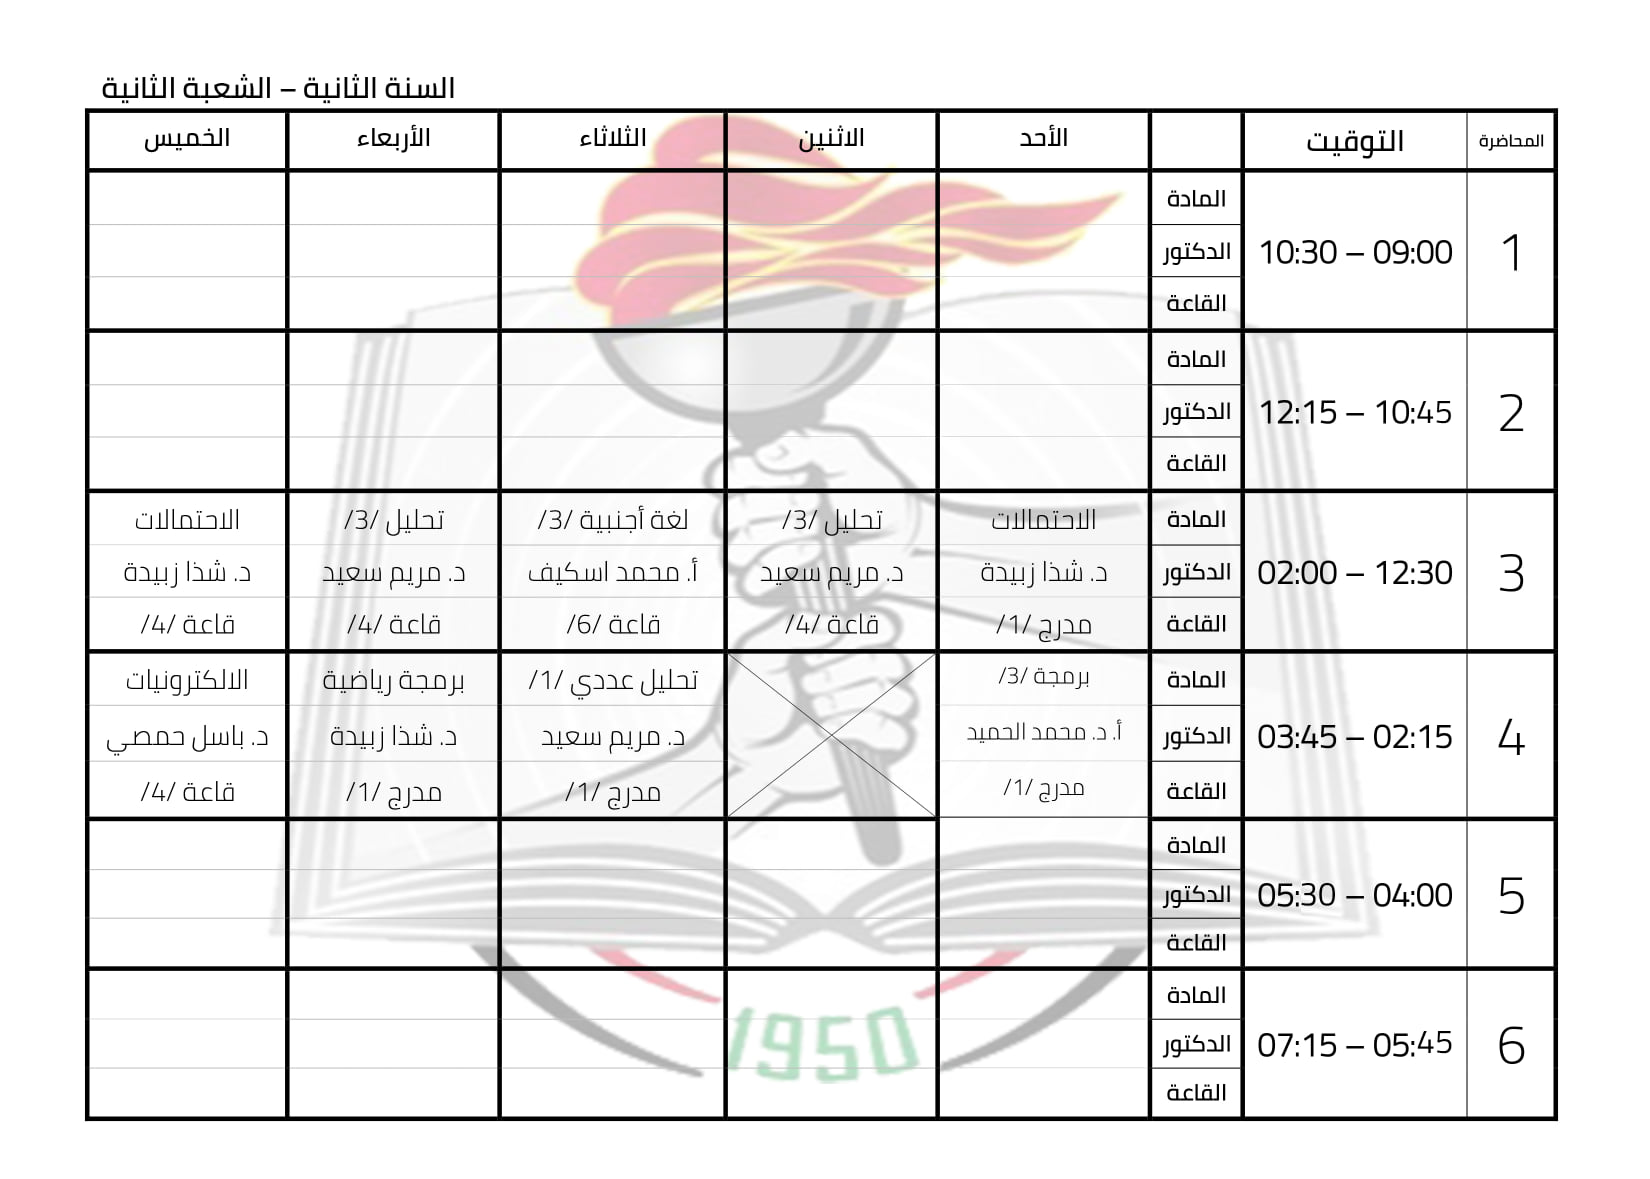 السنة الثانية – الشعبة الثانية
المحاضرة التوقيت الأحد الاثنين الثلاثاء الأربعاء الخميس
1 09:00 – 10:30 المادة
الدكتور
القاعة
2 10:45 – 12:15 المادة
الدكتور
القاعة
3 12:30 – 02:00 المادة الاحتمالات تحليل /3/ لغة أجنبية /3/ تحليل /3/ الاحتمالات
الدكتور د. شذا زبيدة د. مريم سعيد أ. محمد اسكيف د. مريم سعيد د. شذا زبيدة
القاعة مدرج /1/ قاعة /4/ قاعة /6/ قاعة /4/ قاعة /4/
4 02:15 – 03:45 المادة برمجة /3/ تحليل عددي /1/ برمجة رياضية الالكترونيات
الدكتور أ. د. محمد الحميد د. مريم سعيد د. شذا زبيدة د. باسل حمصي
القاعة مدرج /1/ مدرج /1/ مدرج /1/ قاعة /4/
5 04:00 – 05:30 المادة
الدكتور
القاعة
6 05:45 – 07:15 المادة
الدكتور
القاعة
1950